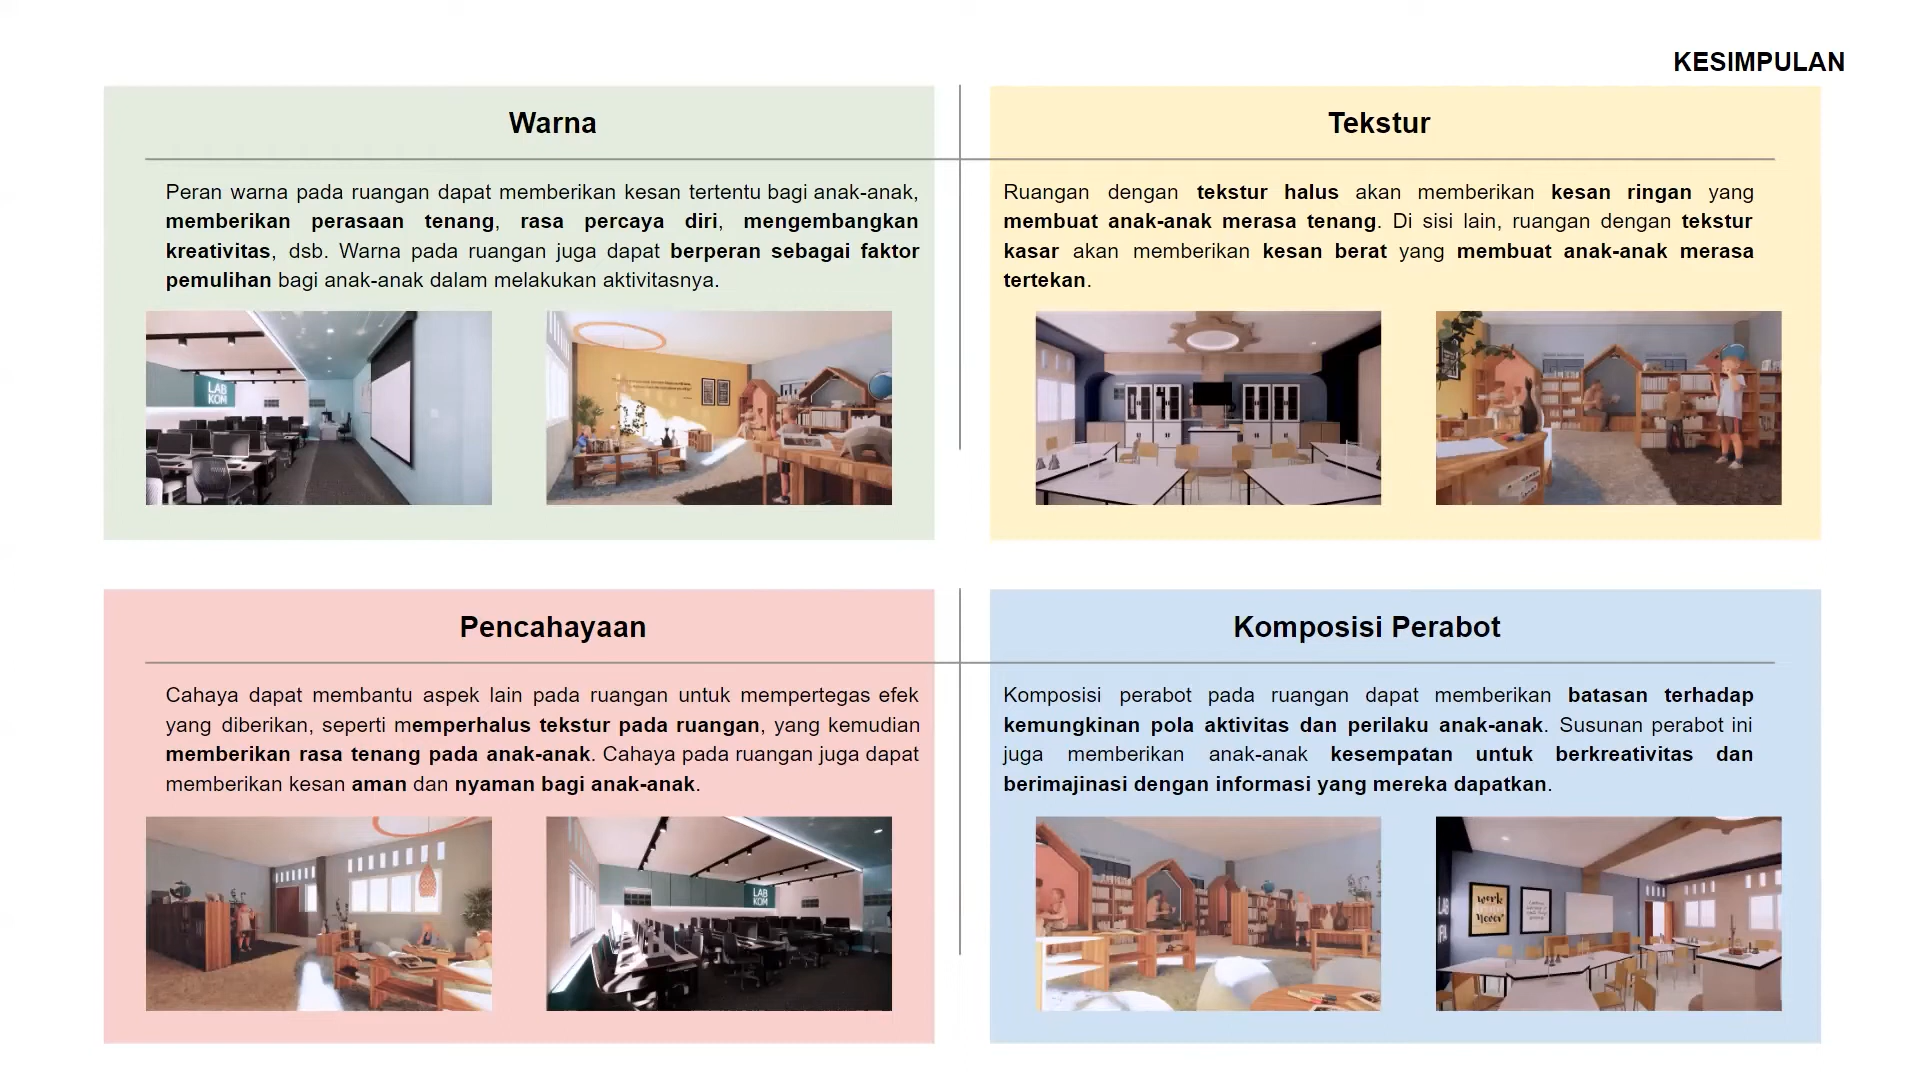 KESIMPULAN
Warna
Peran warna pada ruangan dapat memberikan kesan tertentu bagi anak-anak,
memberikan perasaan tenang, rasa percaya diri, mengembangkan
kreativitas, dsb. Warna pada ruangan juga dapat berperan sebagai faktor
pemulihan bagi anak-anak dalam melakukan aktivitasnya.
LAB
KOM
Tekstur
Ruangan dengan tekstur halus akan memberikan kesan ringan yang
membuat anak-anak merasa tenang. Di sisi lain, ruangan dengan tekstur
kasar akan memberikan kesan berat yang membuat anak-anak merasa
tertekan.
Pencahayaan
Cahaya dapat membantu aspek lain pada ruangan untuk mempertegas efek
yang diberikan, seperti memperhalus tekstur pada ruangan, yang kemudian
memberikan rasa tenang pada anak-anak. Cahaya pada ruangan juga dapat
memberikan kesan aman dan nyaman bagi anak-anak.
LAB
KOM
Komposisi Perabot
Komposisi perabot pada ruangan dapat memberikan batasan terhadap
kemungkinan pola aktivitas dan perilaku anak-anak. Susunan perabot ini
juga memberikan anak-anak kesempatan untuk berkreativitas dan
berimajinasi dengan informasi yang mereka dapatkan.
LAB
IPA
work
never